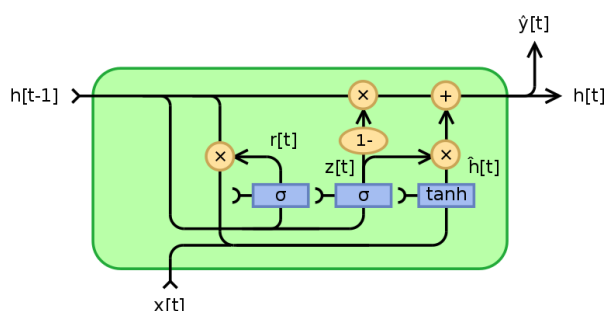 ŷ[t]
h[t-1]
×
+
h[t]
r[t]
1-
×
z[t]
×
ĥ[t]
σ
σ
tanh
x[t]